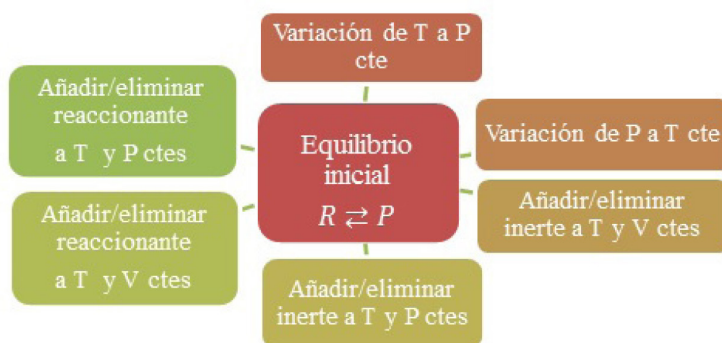 Variación de T a P
cte
Añadir/eliminar
reaccionante
a T y P ctes
Equilibrio
inicial
R ⇄ P
Variación de P a T cte
Añadir/eliminar
reaccionante
a T y V ctes
Añadir/eliminar
inerte a T y V ctes
Añadir/eliminar
inerte a T y P ctes